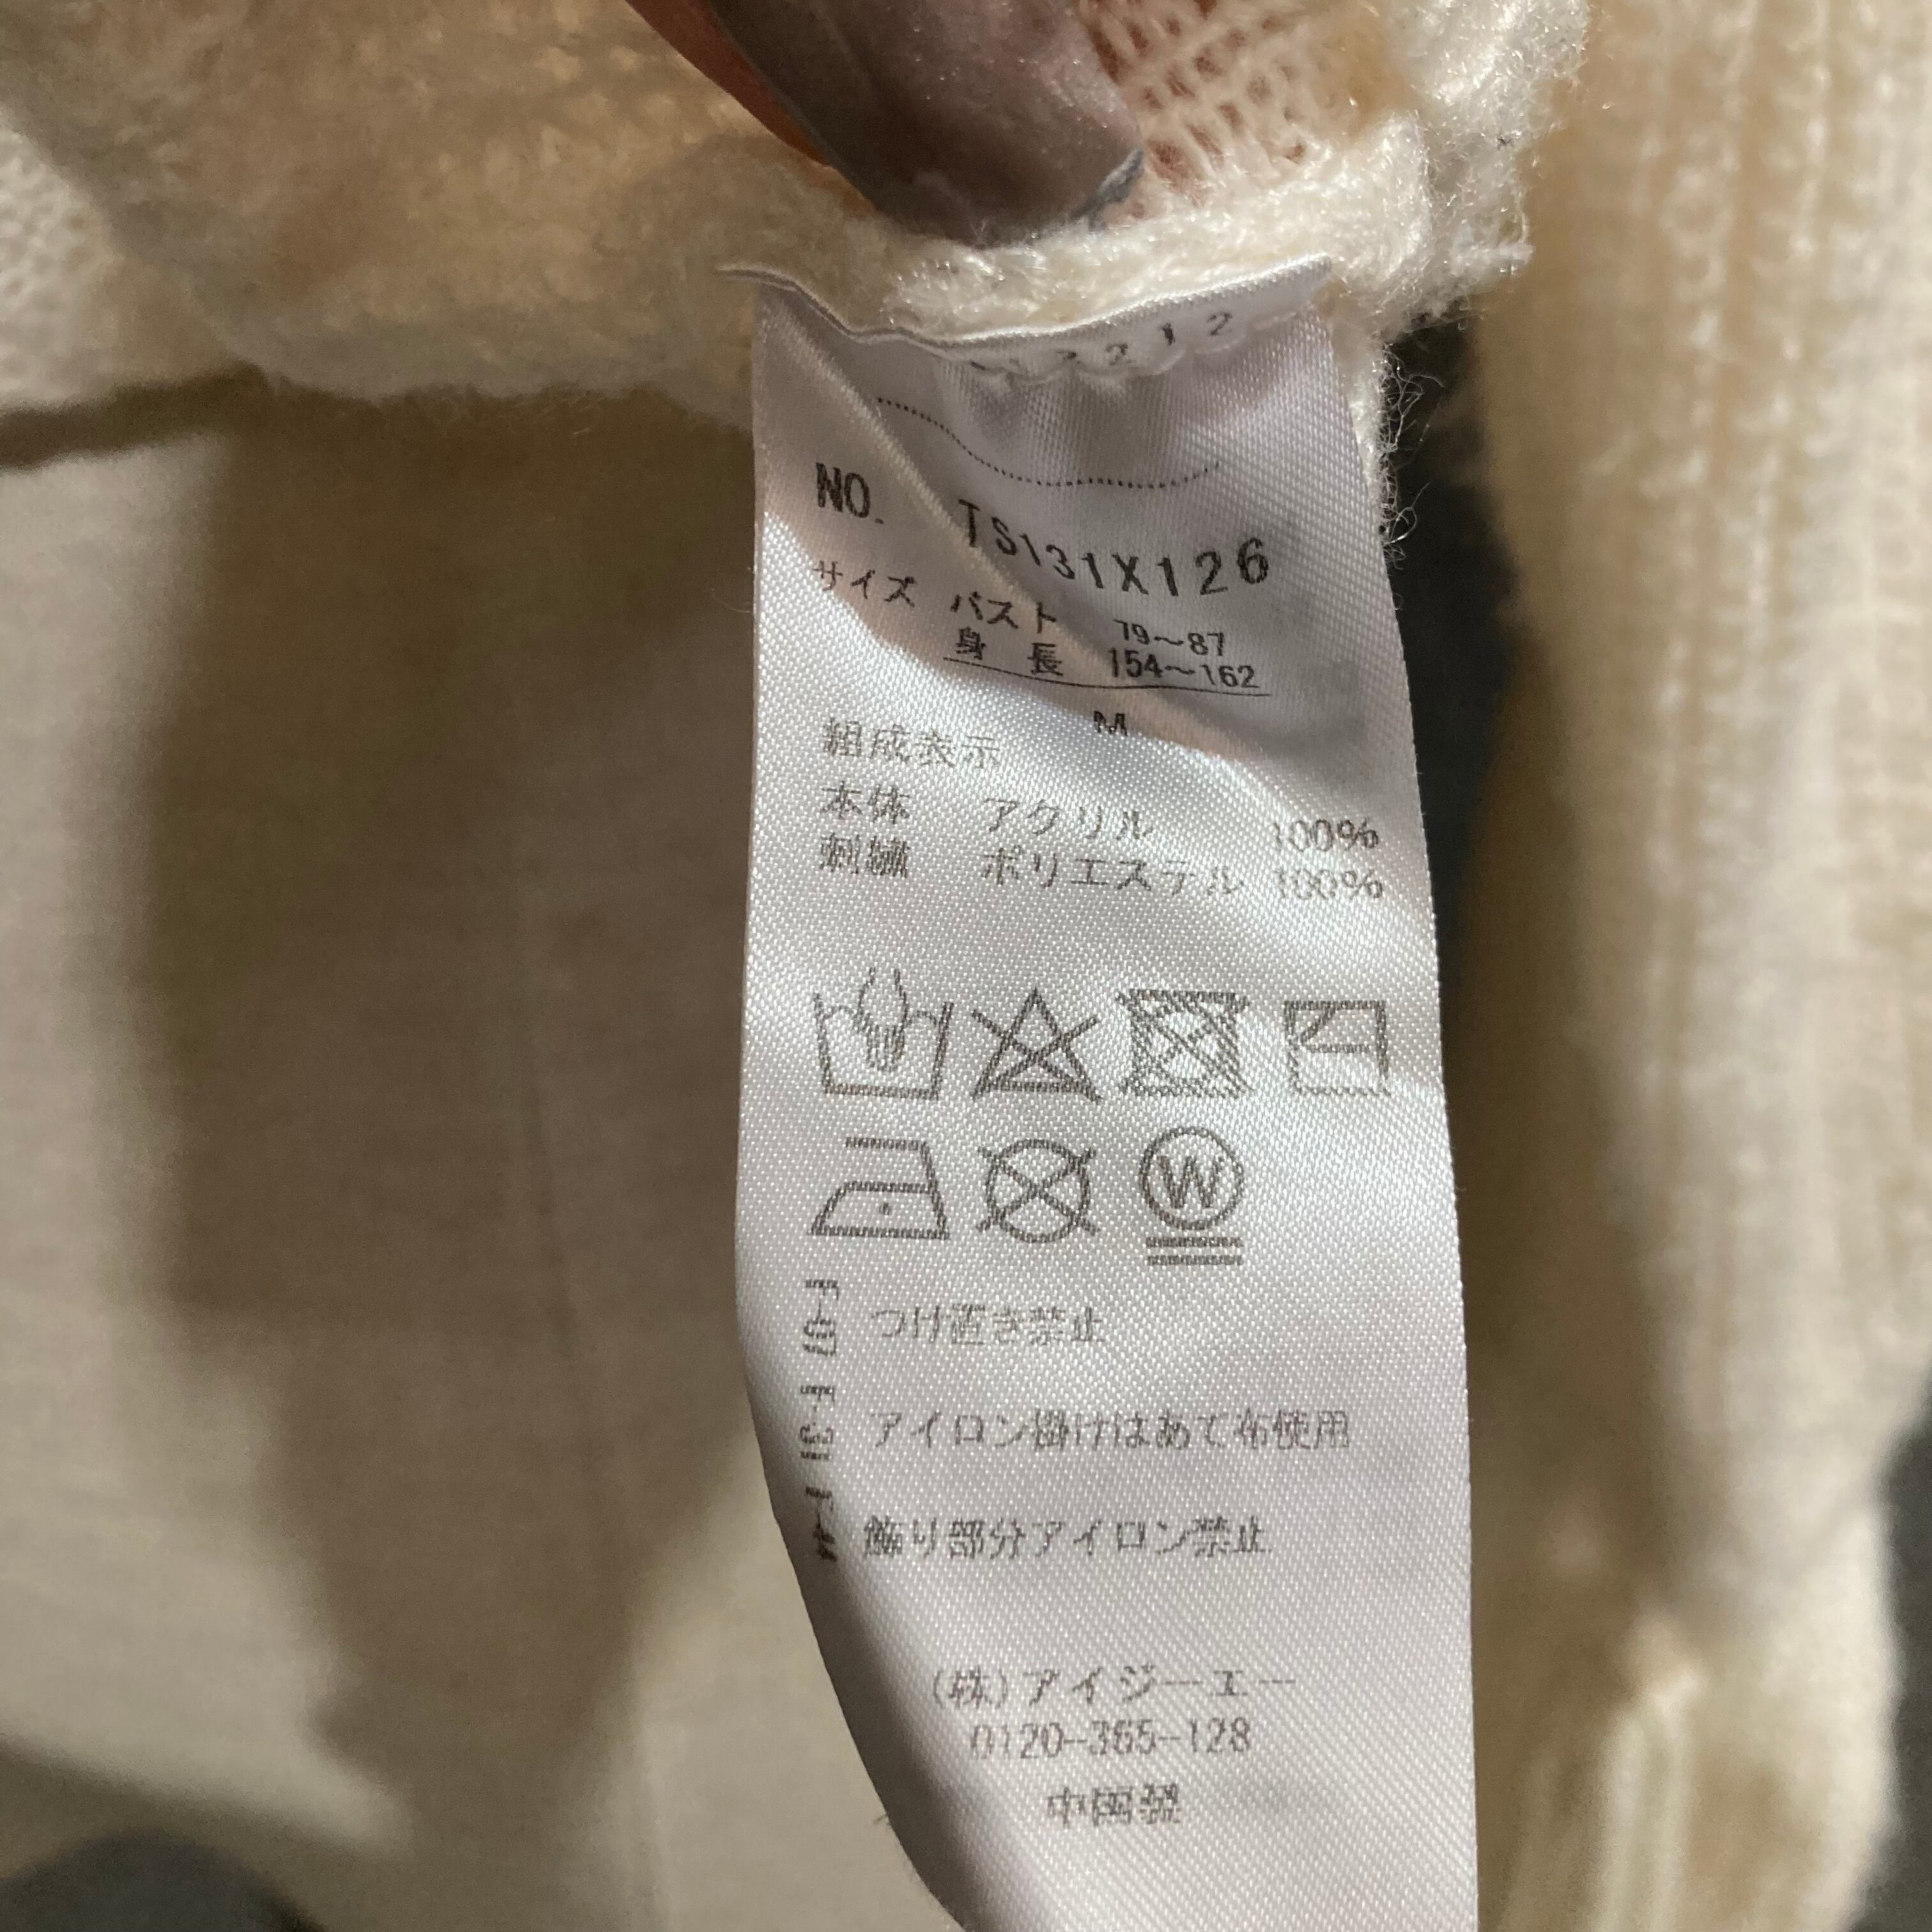 NO. TS131X126
サイズ バスト 79～87
身長 154～162
M
組成表示
本体 アクリル 100%
刺繍 ポリエステル 100%
W
つけ置き禁止
アイロン掛けはあて布使用
飾り部分アイロン禁止
(株)アイジーエー
0120-365-128
中国製